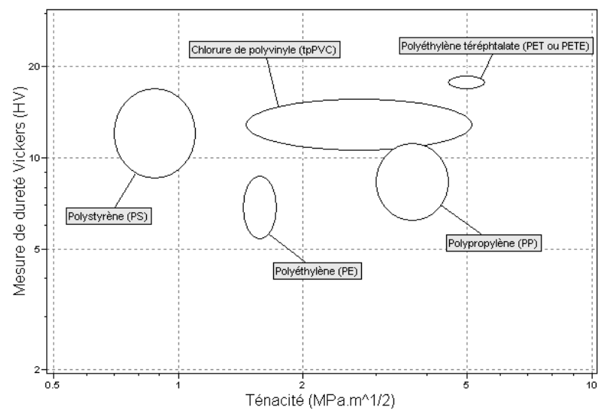 Chlorure de polyvinyle (tpPVC)
Polyéthylène téréphtalate (PET ou PETE)
Polystyrène (PS)
Polyéthylène (PE)
Polypropylène (PP)
Mesure de dureté Vickers (HV)
20
10
5
2
0.5
1
2
5
10
Ténacité (MPa.m^1/2)